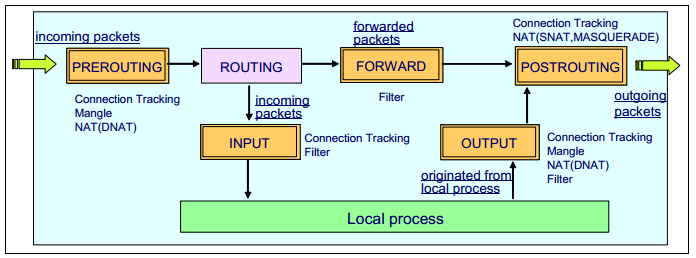 incoming packets
PREROUTING
Connection Tracking
Mangle
NAT(DNAT)
ROUTING
incoming
packets
forwarded
packets
FORWARD
Filter
Connection Tracking
NAT(SNAT,MASQUERADE)
POSTROUTING
outgoing
packets
INPUT
Connection Tracking
Filter
OUTPUT
Connection Tracking
Mangle
NAT(DNAT)
Filter
originated from
local process
Local process